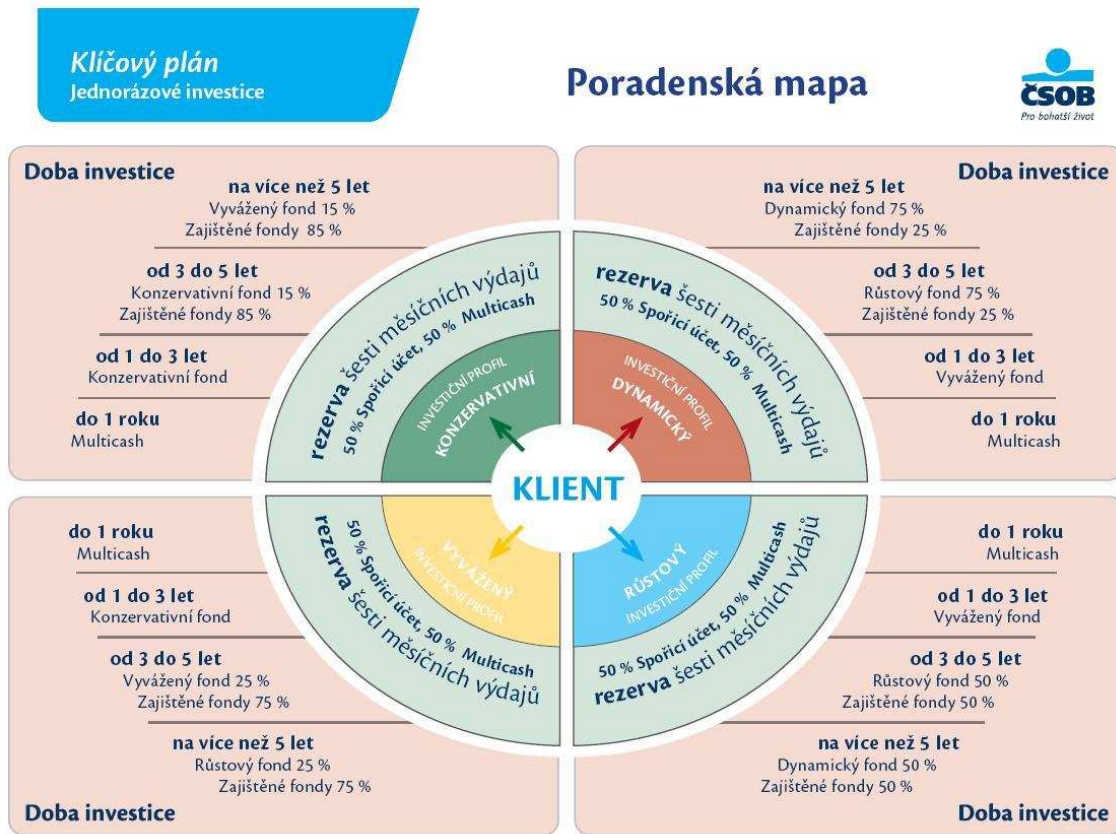 Klíčový plán
Jednorázové investice
Poradenská mapa
ČSOB
Pro bohatší život
Doba investice
na více než 5 let
Vyvážený fond 15 %
Zajištěné fondy 85 %
od 3 do 5 let
Konzervativní fond 15 %
Zajištěné fondy 85 %
od 1 do 3 let
Konzervativní fond
do 1 roku
Multicash
rezerva šesti měsíčních výdajů
50 % Spořicí účet, 50 % Multicash
INVESTIČNÍ PROFIL
KONZERVATIVNÍ
Doba investice
na více než 5 let
Dynamický fond 75 %
Zajištěné fondy 25 %
od 3 do 5 let
Růstový fond 75 %
Zajištěné fondy 25 %
od 1 do 3 let
Vyvážený fond
do 1 roku
Multicash
rezerva šesti měsíčních výdajů
50 % Spořicí účet, 50 % Multicash
INVESTIČNÍ PROFIL
DYNAMICKÝ
KLIENT
do 1 roku
Multicash
od 1 do 3 let
Konzervativní fond
od 3 do 5 let
Vyvážený fond 25 %
Zajištěné fondy 75 %
na více než 5 let
Růstový fond 25 %
Zajištěné fondy 75 %
Doba investice
VYVÁŽENÝ
INVESTIČNÍ PROFIL
50 % Spořicí účet, 50 % Multicash
rezerva šesti měsíčních výdajů
RŮSTOVÝ
INVESTIČNÍ PROFIL
50 % Spořicí účet, 50 % Multicash
rezerva šesti měsíčních výdajů
do 1 roku
Multicash
od 1 do 3 let
Vyvážený fond
od 3 do 5 let
Růstový fond 50 %
Zajištěné fondy 50 %
na více než 5 let
Dynamický fond 50 %
Zajištěné fondy 50 %
Doba investice